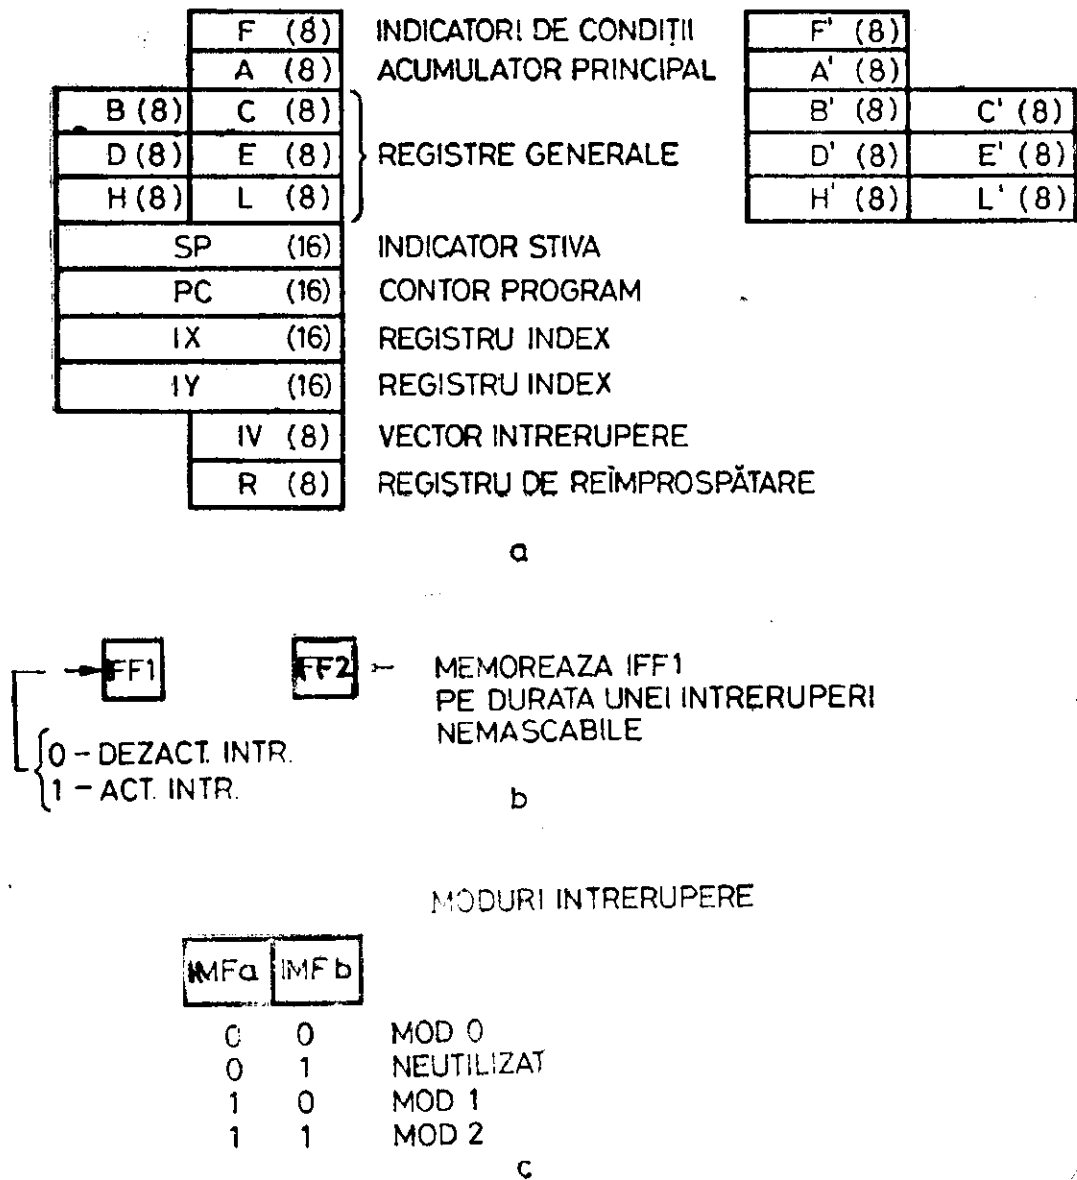 F (8) INDICATORI DE CONDIȚII F' (8)
A (8) ACUMULATOR PRINCIPAL A' (8)
B (8) C (8) B' (8) C' (8)
D (8) E (8) REGISTRE GENERALE D' (8) E' (8)
H (8) L (8) H' (8) L' (8)
SP (16) INDICATOR STIVA
PC (16) CONTOR PROGRAM
IX (16) REGISTRU INDEX
IY (16) REGISTRU INDEX
IV (8) VECTOR INTRERUPERE
R (8) REGIȘTRU DE REÎMPROSPĂTARE
a
IFF1 IFF2 MEMOREAZA IFF1
PE DURATA UNEI INTRERUPERI
NEMASCABILE
0 - DEZACT. INTR.
1 - ACT. INTR.
b
MODURI INTRERUPERE
IMFa IMFb
0 0 MOD 0
0 1 NEUTILIZAT
1 0 MOD 1
1 1 MOD 2
c